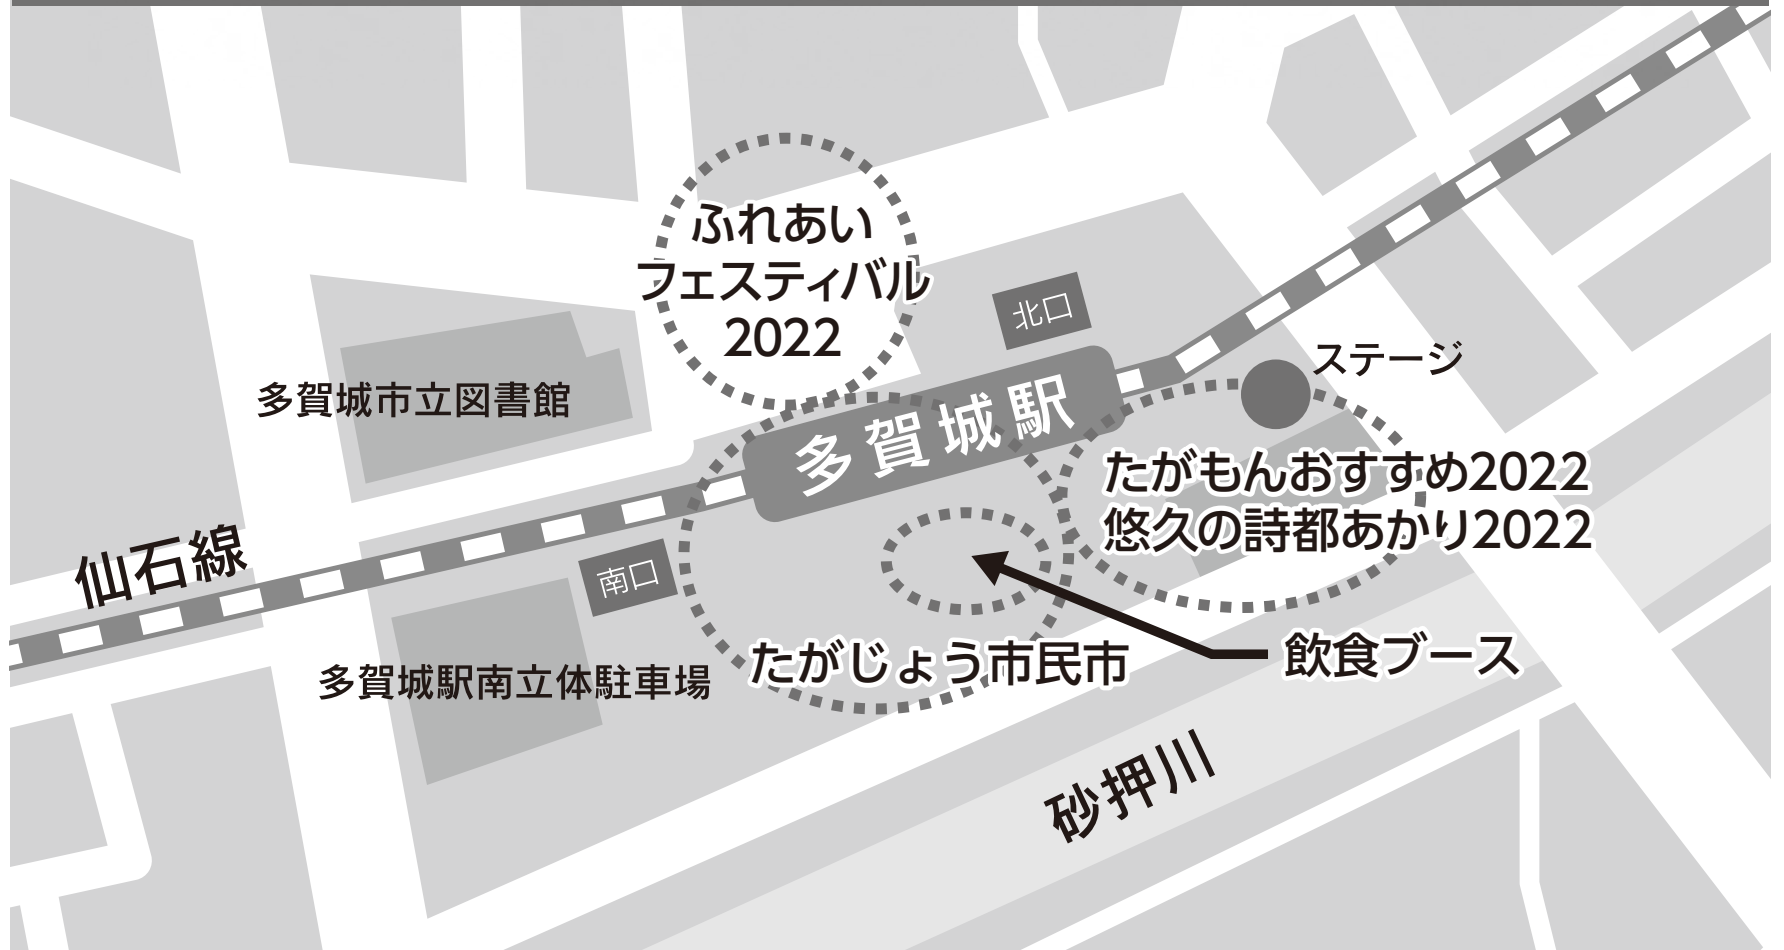 ふれあい
フェスティバル
2022
北口
ステージ
多賀城市立図書館
多賀城駅
たがもんおすすめ2022
悠久の詩都あかり2022
仙石線
南口
たがじょう市民市
飲食ブース
多賀城駅南立体駐車場
砂押川